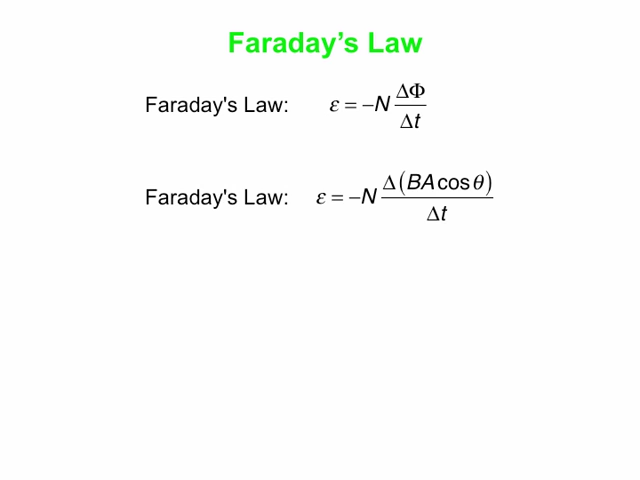 Faraday’s Law
Faraday's Law: ε = −N ΔΦ/Δt
Faraday's Law: ε = −N Δ(BA cos θ)/Δt